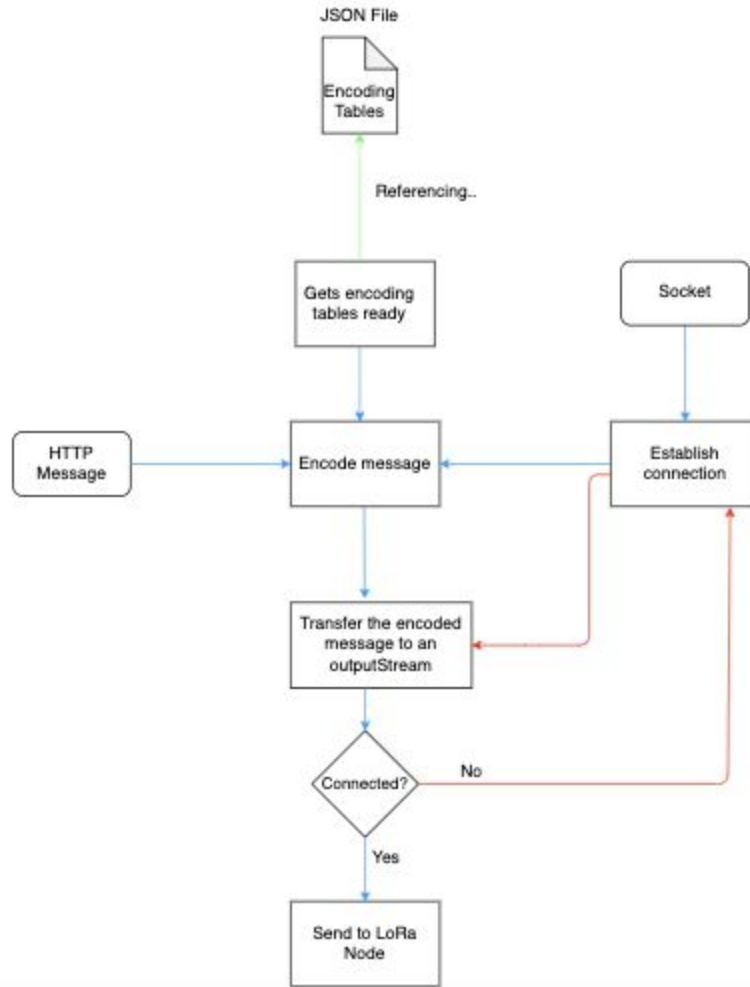 JSON File
Encoding
Tables
Referencing..
Gets encoding
tables ready
Socket
HTTP
Message
Encode message
Establish
connection
Transfer the encoded
message to an
outputStream
Connected?
No
Yes
Send to LoRa
Node